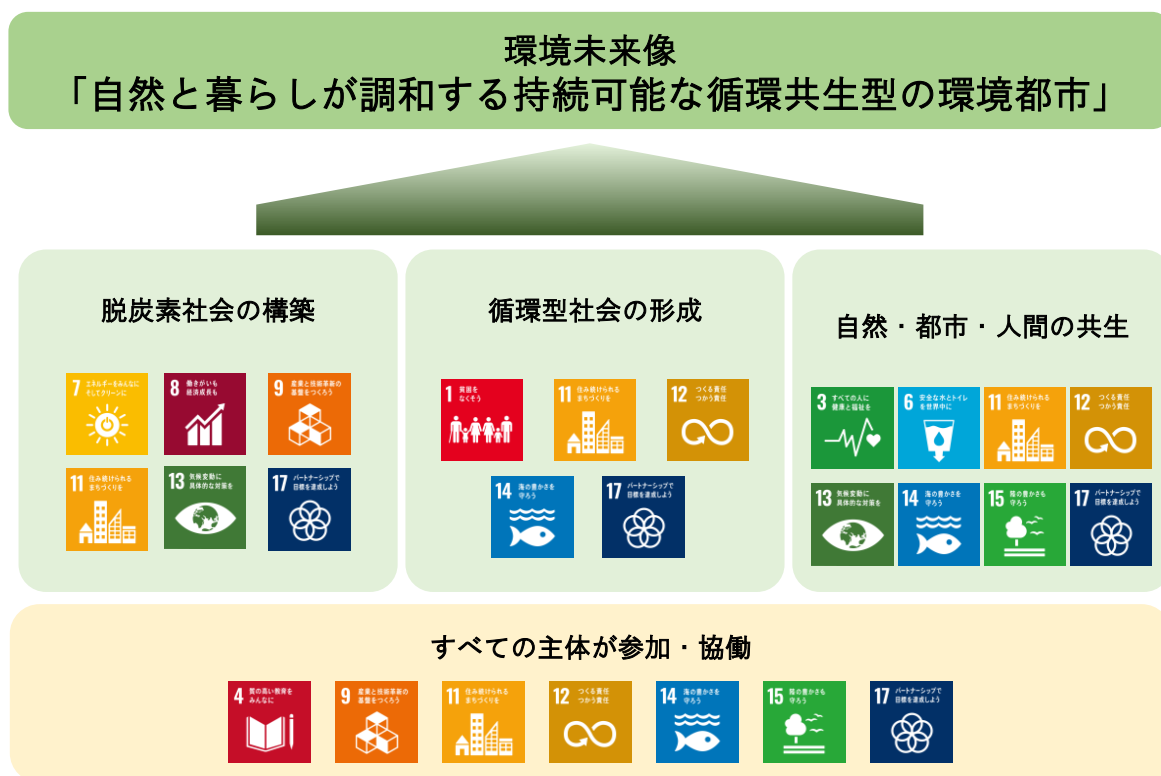 環境未来像
「自然と暮らしが調和する持続可能な循環共生型の環境都市」
脱炭素社会の構築
7 エネルギーをみんなに
そしてクリーンに
8 働きがいも
経済成長も
9 産業と技術革新の
基盤をつくろう
11 住み続けられる
まちづくりを
13 気候変動に
具体的な対策を
17 パートナーシップで
目標を達成しよう
循環型社会の形成
1 貧困を
なくそう
11 住み続けられる
まちづくりを
12 つくる責任
つかう責任
14 海の豊かさを
守ろう
17 パートナーシップで
目標を達成しよう
自然・都市・人間の共生
3 すべての人に
健康と福祉を
6 安全な水とトイレ
を世界中に
11 住み続けられる
まちづくりを
12 つくる責任
つかう責任
13 気候変動に
具体的な対策を
14 海の豊かさを
守ろう
15 陸の豊かさも
守ろう
17 パートナーシップで
目標を達成しよう
すべての主体が参加・協働
4 質の高い教育を
みんなに
9 産業と技術革新の
基盤をつくろう
11 住み続けられる
まちづくりを
12 つくる責任
つかう責任
14 海の豊かさを
守ろう
15 陸の豊かさも
守ろう
17 パートナーシップで
目標を達成しよう